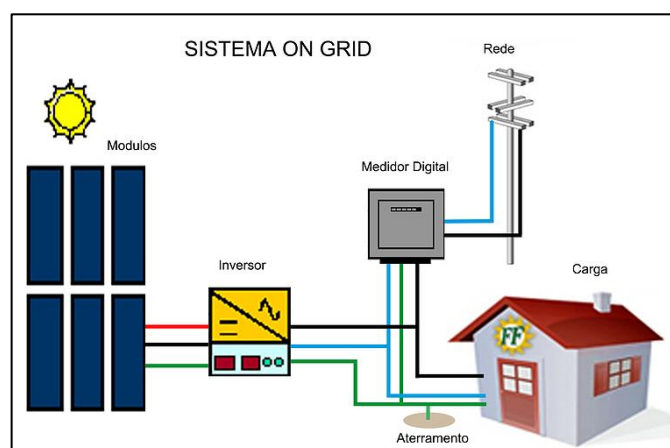 SISTEMA ON GRID
Rede
Modulos
Medidor Digital
Inversor
Carga
FF
Aterramento